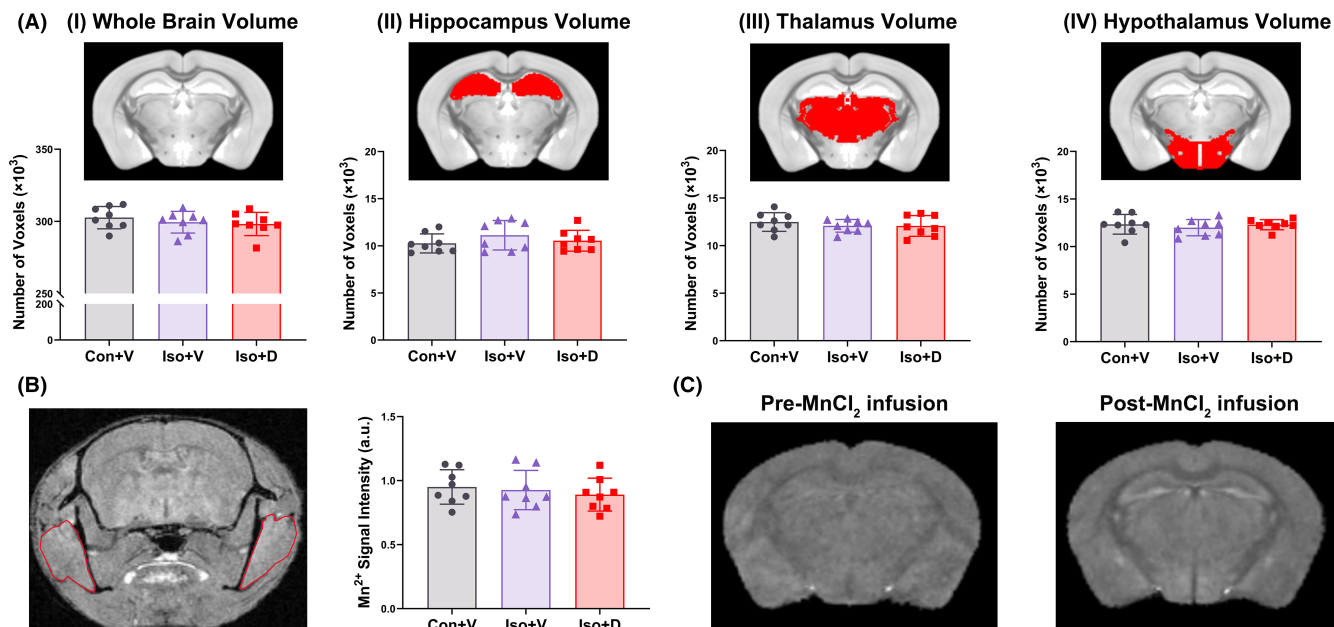 (A) (I) Whole Brain Volume
(II) Hippocampus Volume
(III) Thalamus Volume
(IV) Hypothalamus Volume
Number of Voxels (×10³)
350
300
250
200
0
Con+V Iso+V Iso+D
Number of Voxels (×10³)
20
15
10
5
0
Con+V Iso+V Iso+D
Number of Voxels (×10³)
20
15
10
5
0
Con+V Iso+V Iso+D
Number of Voxels (×10³)
20
15
10
5
0
Con+V Iso+V Iso+D
(B)
Mn²⁺ Signal Intensity (a.u.)
1.5
1.0
0.5
0.0
Con+V Iso+V Iso+D
(C)
Pre-MnCl₂ infusion
Post-MnCl₂ infusion